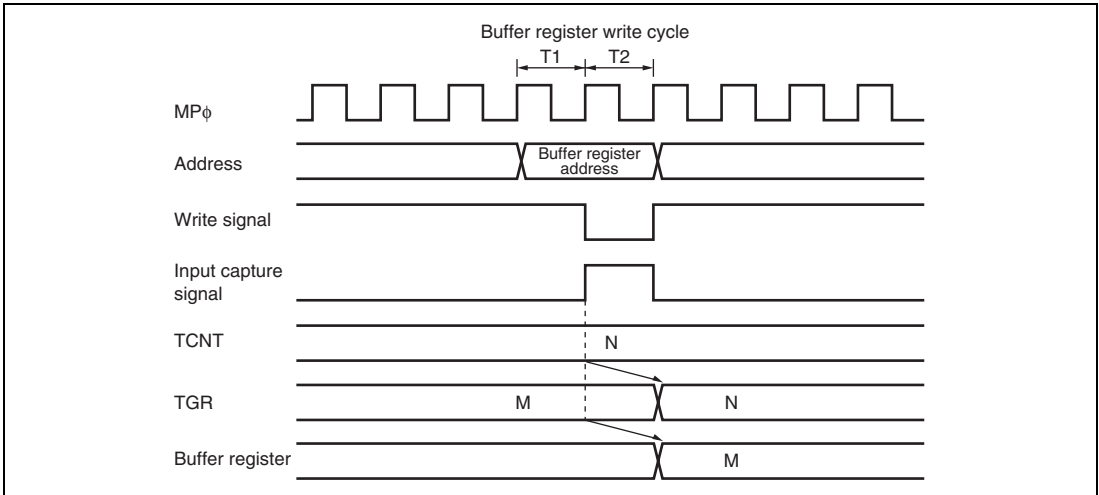 Buffer register write cycle
T1 T2
MPϕ
Address
Buffer register
address
Write signal
Input capture
signal
TCNT
N
TGR
M
N
Buffer register
M